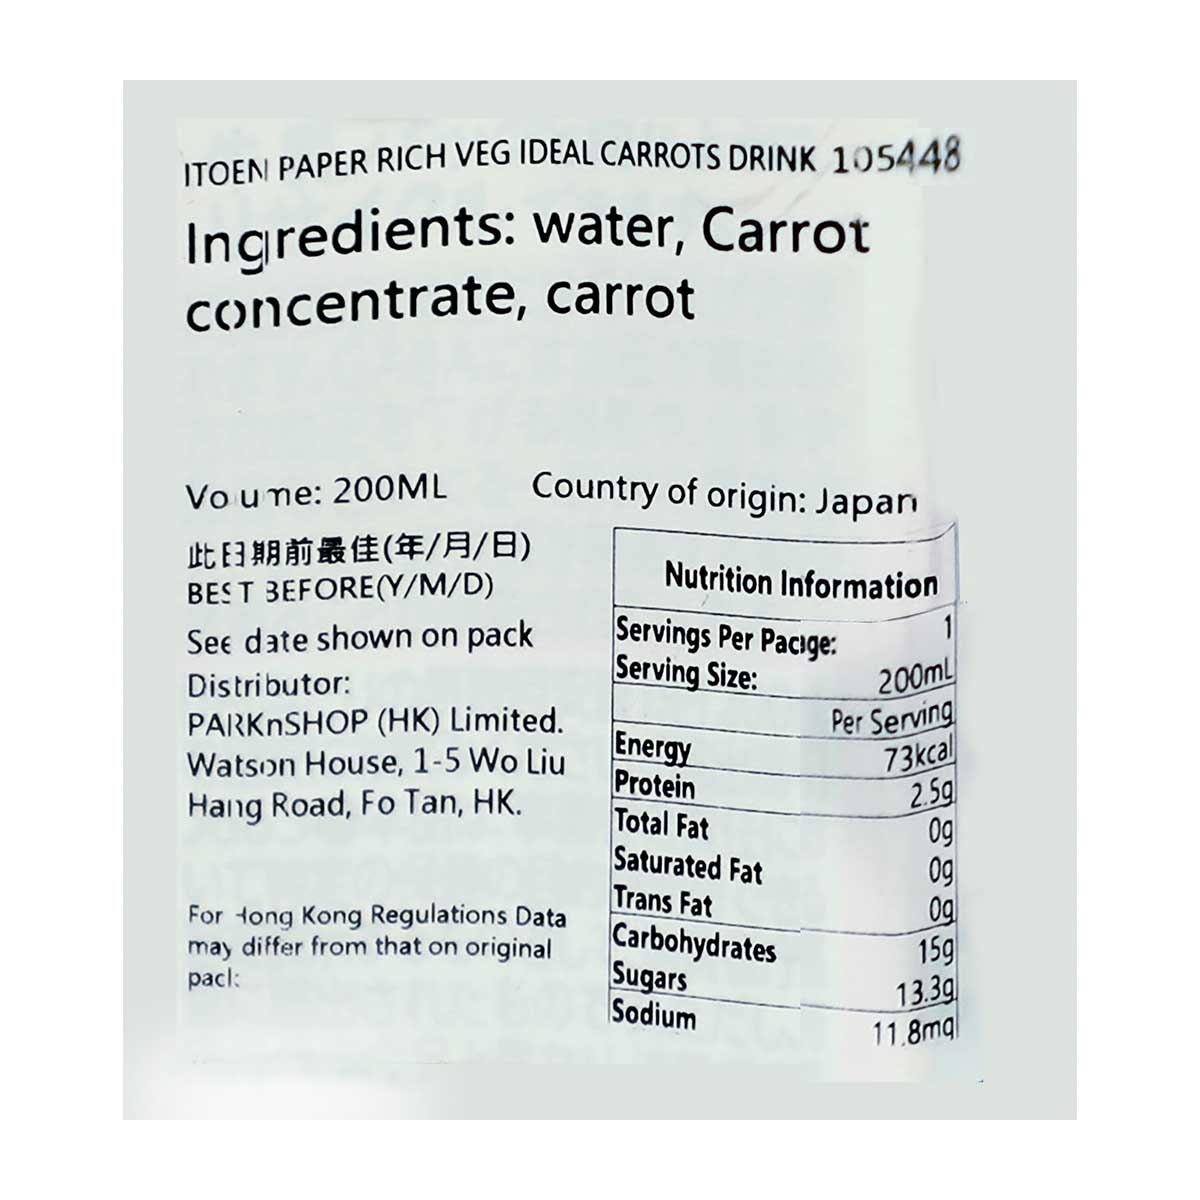 ITOEN PAPER RICH VEG IDEAL CARROTS DRINK 105448
Ingredients: water, Carrot
concentrate, carrot
Volume: 200ML
Country of origin: Japan
此日期前最佳(年/月/日)
BEST BEFORE(Y/M/D)
See date shown on pack
Distributor:
PARKnSHOP (HK) Limited.
Watson House, 1-5 Wo Liu
Hang Road, Fo Tan, HK.
For Hong Kong Regulations Data
may differ from that on original
pack
Nutrition Information
Servings Per Pacage: 1
Serving Size: 200mL
Per Serving
Energy 73kcal
Protein 2.5g
Total Fat 0g
Saturated Fat 0g
Trans Fat 0g
Carbohydrates 15g
Sugars 13.3g
Sodium 11.8mg